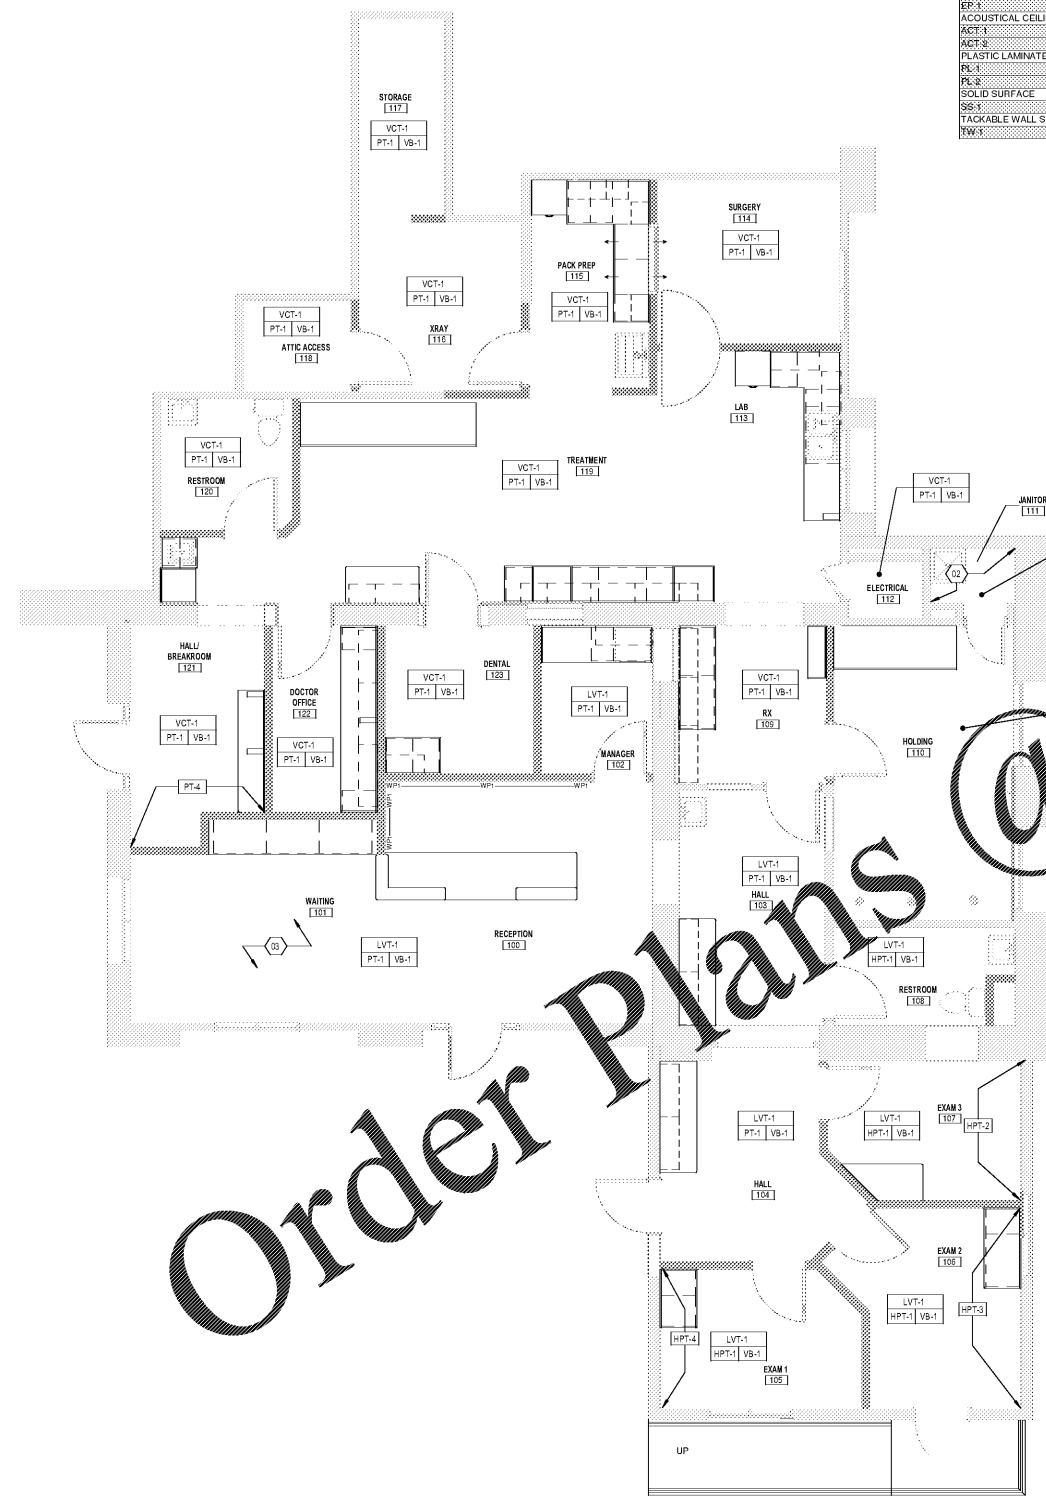 EP-1
ACOUSTICAL CEILI
ACT-1
ACT-2
PLASTIC LAMINATE
PL-1
PL-2
SOLID SURFACE
SS-1
TACKABLE WALL S
TW-1
STORAGE
117
VCT-1
PT-1 VB-1
SURGERY
114
VCT-1
PT-1 VB-1
PACK PREP
115
VCT-1
PT-1 VB-1
VCT-1
PT-1 VB-1
XRAY
116
VCT-1
PT-1 VB-1
ATTIC ACCESS
118
LAB
113
VCT-1
PT-1 VB-1
RESTROOM
120
TREATMENT
119
VCT-1
PT-1 VB-1
VCT-1
PT-1 VB-1
JANITOR
111
02
ELECTRICAL
112
HALL/
BREAKROOM
121
VCT-1
PT-1 VB-1
PT-4
DOCTOR
OFFICE
122
VCT-1
PT-1 VB-1
DENTAL
123
VCT-1
PT-1 VB-1
LVT-1
PT-1 VB-1
MANAGER
102
VCT-1
PT-1 VB-1
RX
109
HOLDING
110
WP1
WP1
WP1
WP1
LVT-1
PT-1 VB-1
HALL
103
WAITING
101
03
RECEPTION
100
LVT-1
PT-1 VB-1
LVT-1
HPT-1 VB-1
RESTROOM
108
LVT-1
PT-1 VB-1
HALL
104
EXAM 3
107
LVT-1
HPT-1 VB-1
HPT-2
EXAM 2
106
LVT-1
HPT-1 VB-1
HPT-3
HPT-4
LVT-1
HPT-1 VB-1
EXAM 1
105
UP
Order Plans @